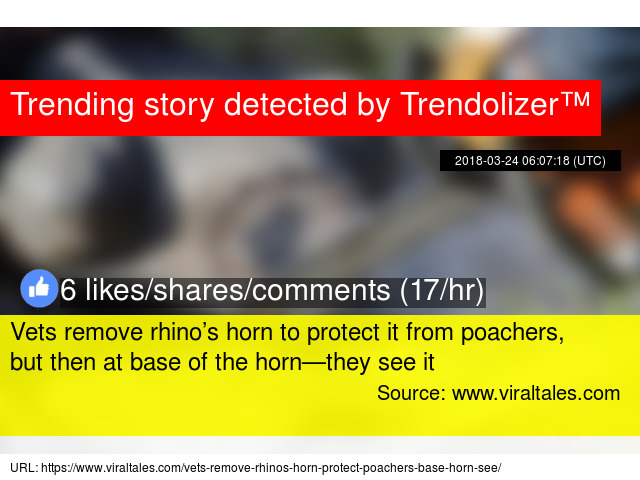 Trending story detected by Trendolizer™
2018-03-24 06:07:18 (UTC)
6 likes/shares/comments (17/hr)
Vets remove rhino’s horn to protect it from poachers,
but then at base of the horn—they see it
Source: www.viraltales.com
URL: https://www.viraltales.com/vets-remove-rhinos-horn-protect-poachers-base-horn-see/